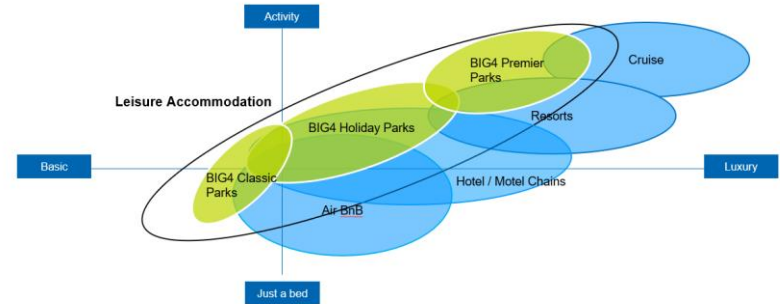 Activity
BIG4 Premier
Parks
Cruise
Leisure Accommodation
Resorts
BIG4 Holiday Parks
Basic
Luxury
BIG4 Classic
Parks
Hotel / Motel Chains
Air BnB
Just a bed